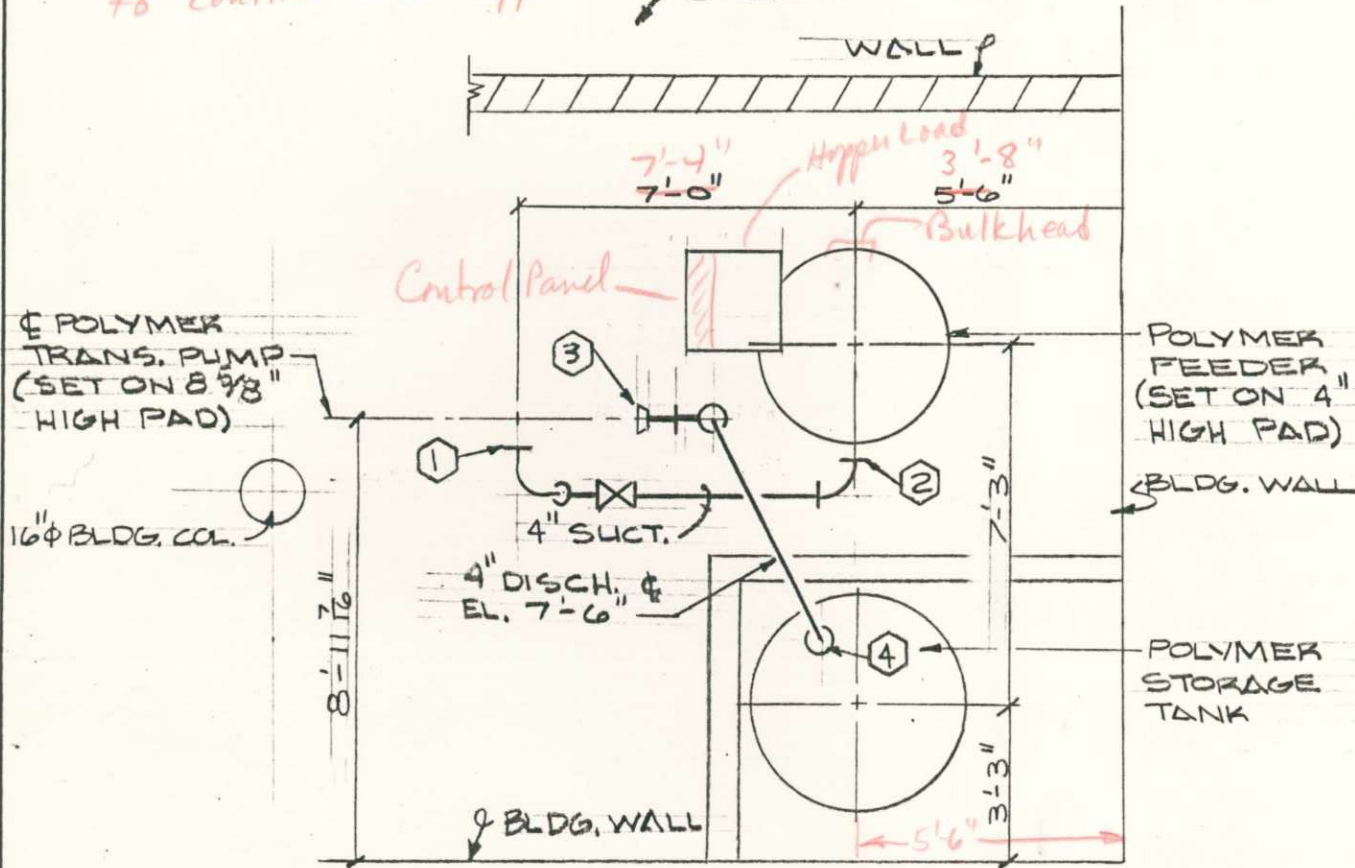 to
WALL
7'-4"
7'-0"
Hopper Load
3'-8"
5'-6"
Bulkhead
Control Panel
₵ POLYMER
TRANS. PUMP
(SET ON 8 5/8"
HIGH PAD)
3
POLYMER
FEEDER
(SET ON 4"
HIGH PAD)
1
2
BLDG. WALL
16"φ BLDG. COL.
4" SUCT.
7'-3"
4" DISCH. ₵
EL. 7'-6"
8'-11 7/16"
4
POLYMER
STORAGE
TANK
3'-3"
BLDG. WALL
5'6"